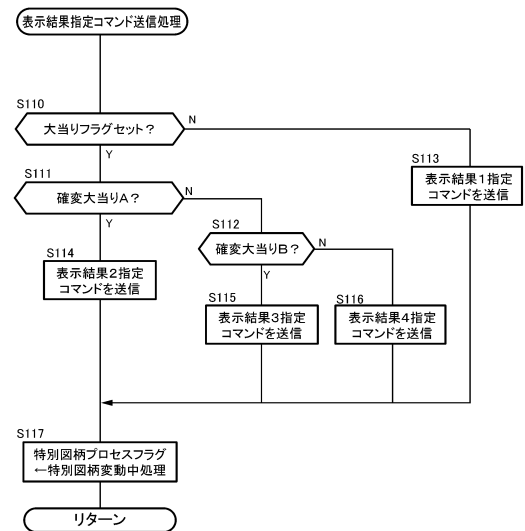 表示結果指定コマンド送信処理
S110
大当りフラグセット？
N
Y
S111
確変大当りA？
N
Y
S113
表示結果1指定
コマンドを送信
S112
確変大当りB？
N
Y
S114
表示結果2指定
コマンドを送信
S115
表示結果3指定
コマンドを送信
S116
表示結果4指定
コマンドを送信
S117
特別図柄プロセスフラグ
←特別図柄変動中処理
リターン